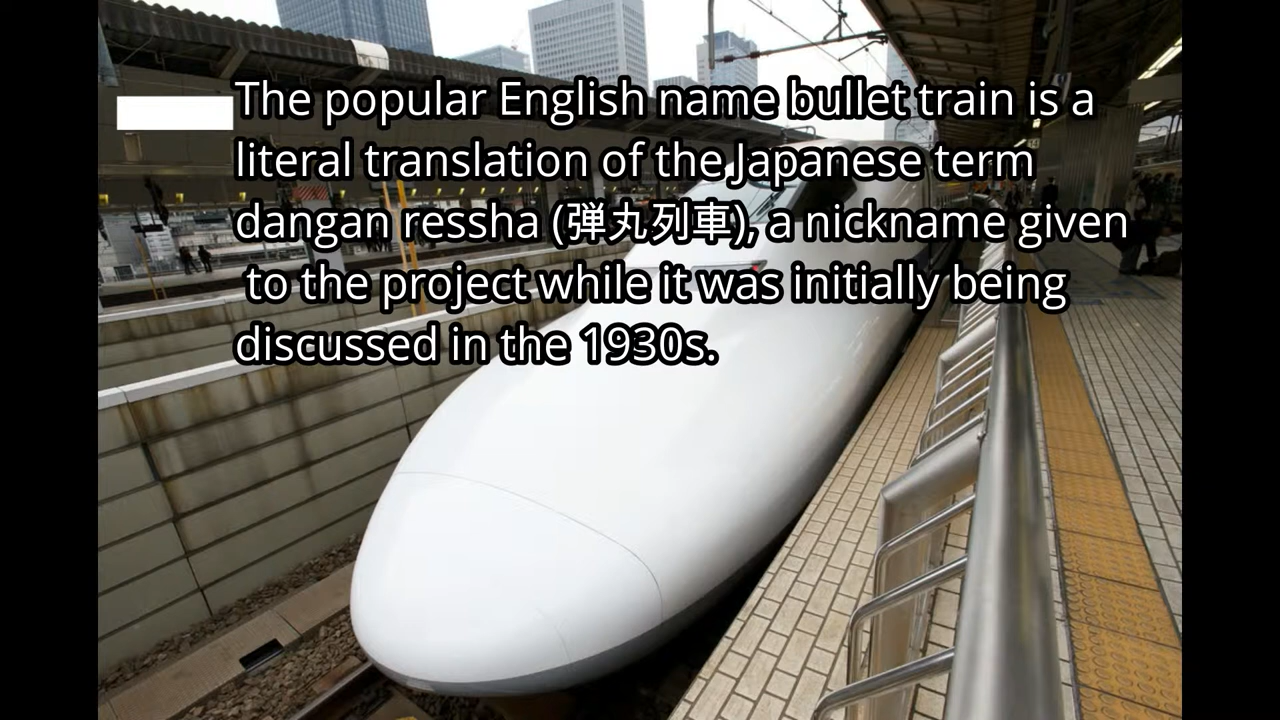 The popular English name bullet train is a
literal translation of the Japanese term
dangan ressha (弾丸列車), a nickname given
to the project while it was initially being
discussed in the 1930s.